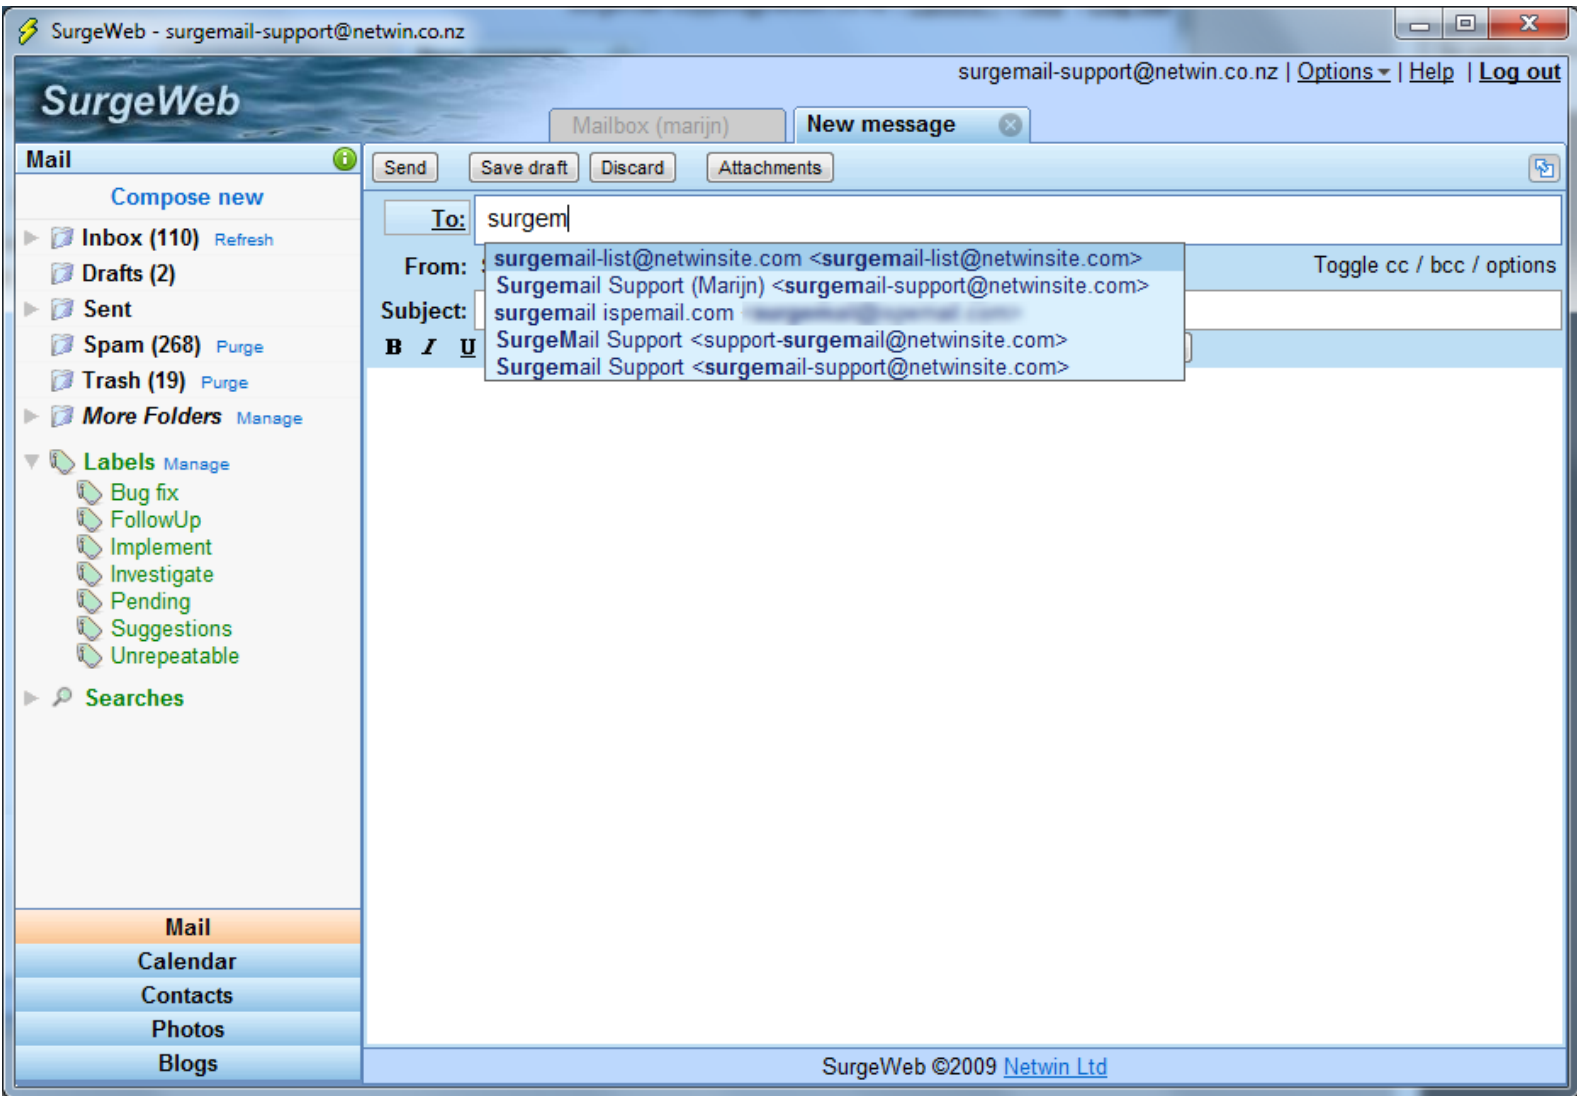 SurgeWeb - surgemail-support@netwin.co.nz
surgemail-support@netwin.co.nz | Options | Help | Log out
SurgeWeb
Mailbox (marijn)
New message
Mail
Send
Save draft
Discard
Attachments
Compose new
To: surgem
Inbox (110) Refresh
surgemail-list@netwinsite.com <surgemail-list@netwinsite.com>
From:
Toggle cc / bcc / options
Drafts (2)
Surgemail Support (Marijn) <surgemail-support@netwinsite.com>
Sent
Subject:
surgemail ispemail.com
Spam (268) Purge
B I U
SurgeMail Support <support-surgemail@netwinsite.com>
Surgemail Support <surgemail-support@netwinsite.com>
Trash (19) Purge
More Folders Manage
Labels Manage
Bug fix
FollowUp
Implement
Investigate
Pending
Suggestions
Unrepeatable
Searches
Mail
Calendar
Contacts
Photos
Blogs
SurgeWeb ©2009 Netwin Ltd